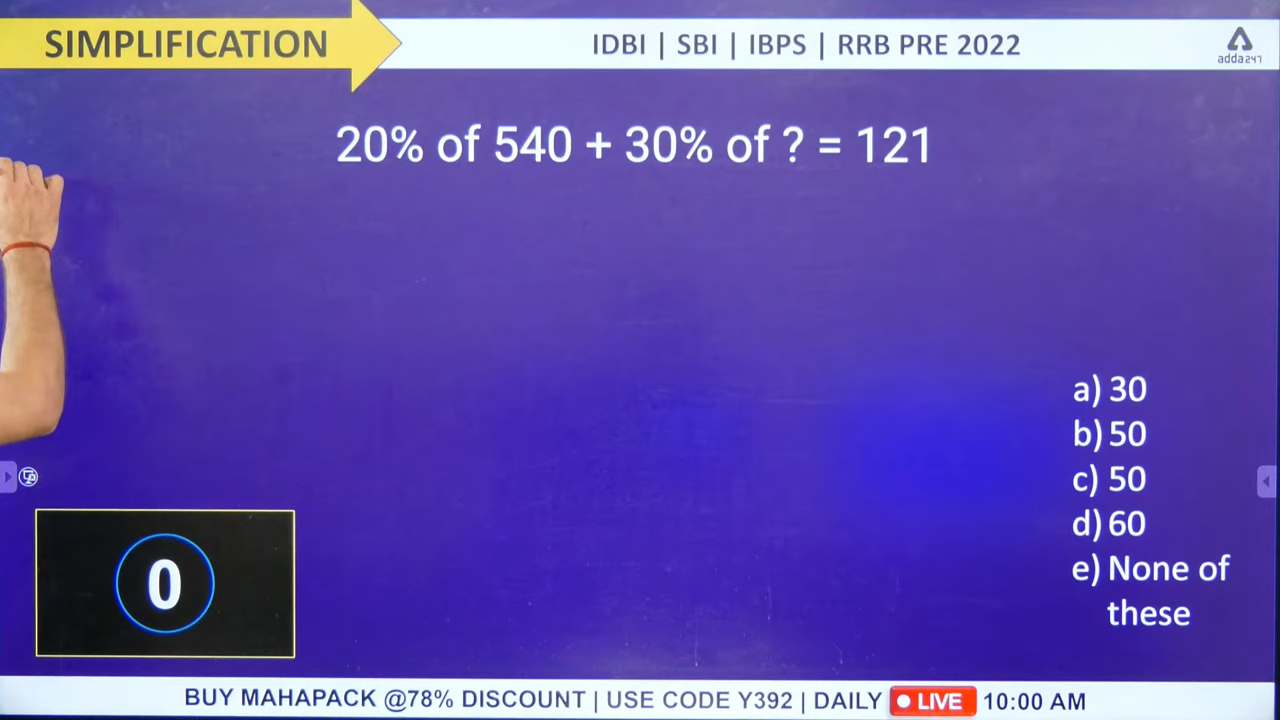 SIMPLIFICATION
IDBI | SBI | IBPS | RRB PRE 2022
adda247
20% of 540 + 30% of ? = 121
a) 30
b) 50
c) 50
d) 60
e) None of
these
0
BUY MAHAPACK @78% DISCOUNT | USE CODE Y392 | DAILY LIVE 10:00 AM